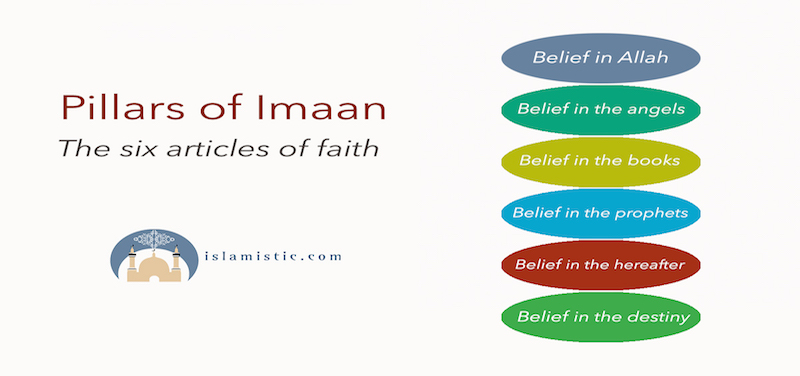 Pillars of Imaan
The six articles of faith
islamistic.com
Belief in Allah
Belief in the angels
Belief in the books
Belief in the prophets
Belief in the hereafter
Belief in the destiny